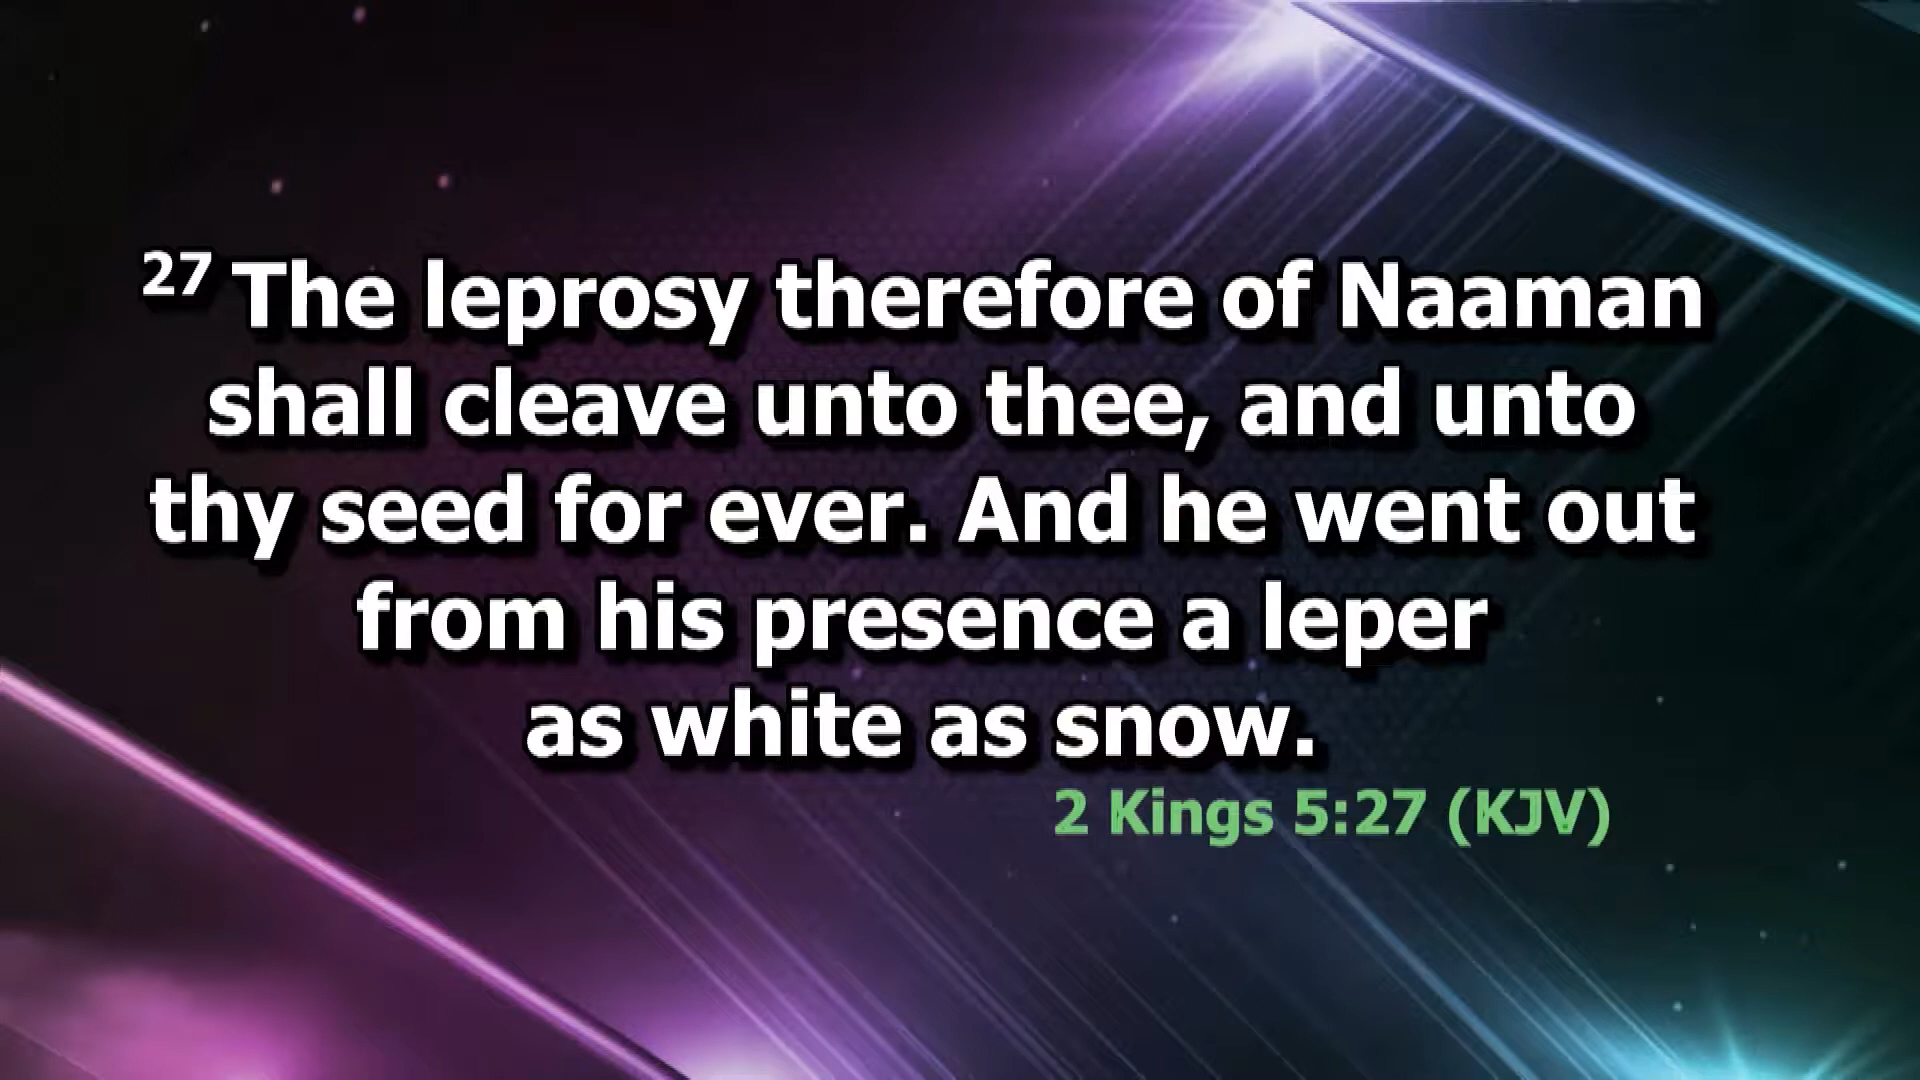 27 The leprosy therefore of Naaman
shall cleave unto thee, and unto
thy seed for ever. And he went out
from his presence a leper
as white as snow.
2 Kings 5:27 (KJV)